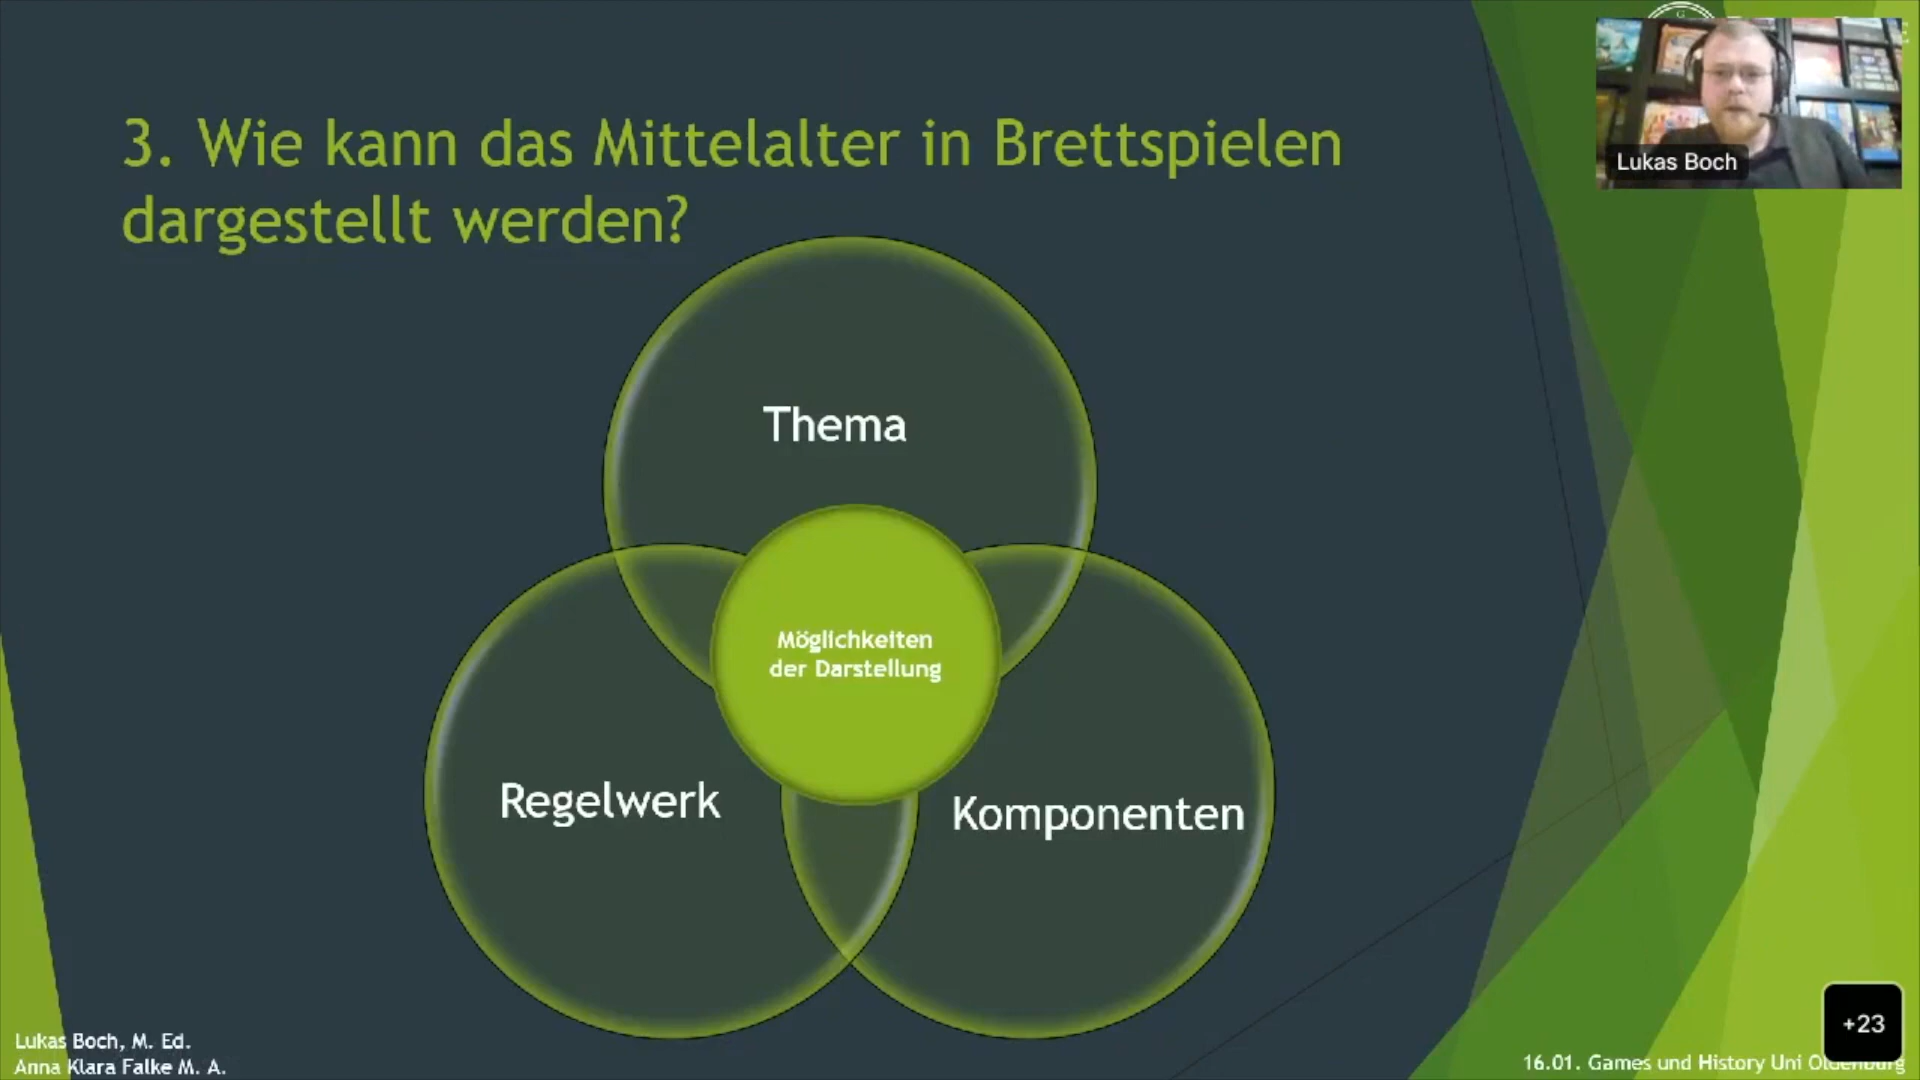 3. Wie kann das Mittelalter in Brettspielen
dargestellt werden?
Lukas Boch
Thema
Möglichkeiten
der Darstellung
Regelwerk
Komponenten
+23
Lukas Boch, M. Ed.
Anna Klara Falke M. A.
16.01. Games und History Uni Oldenburg